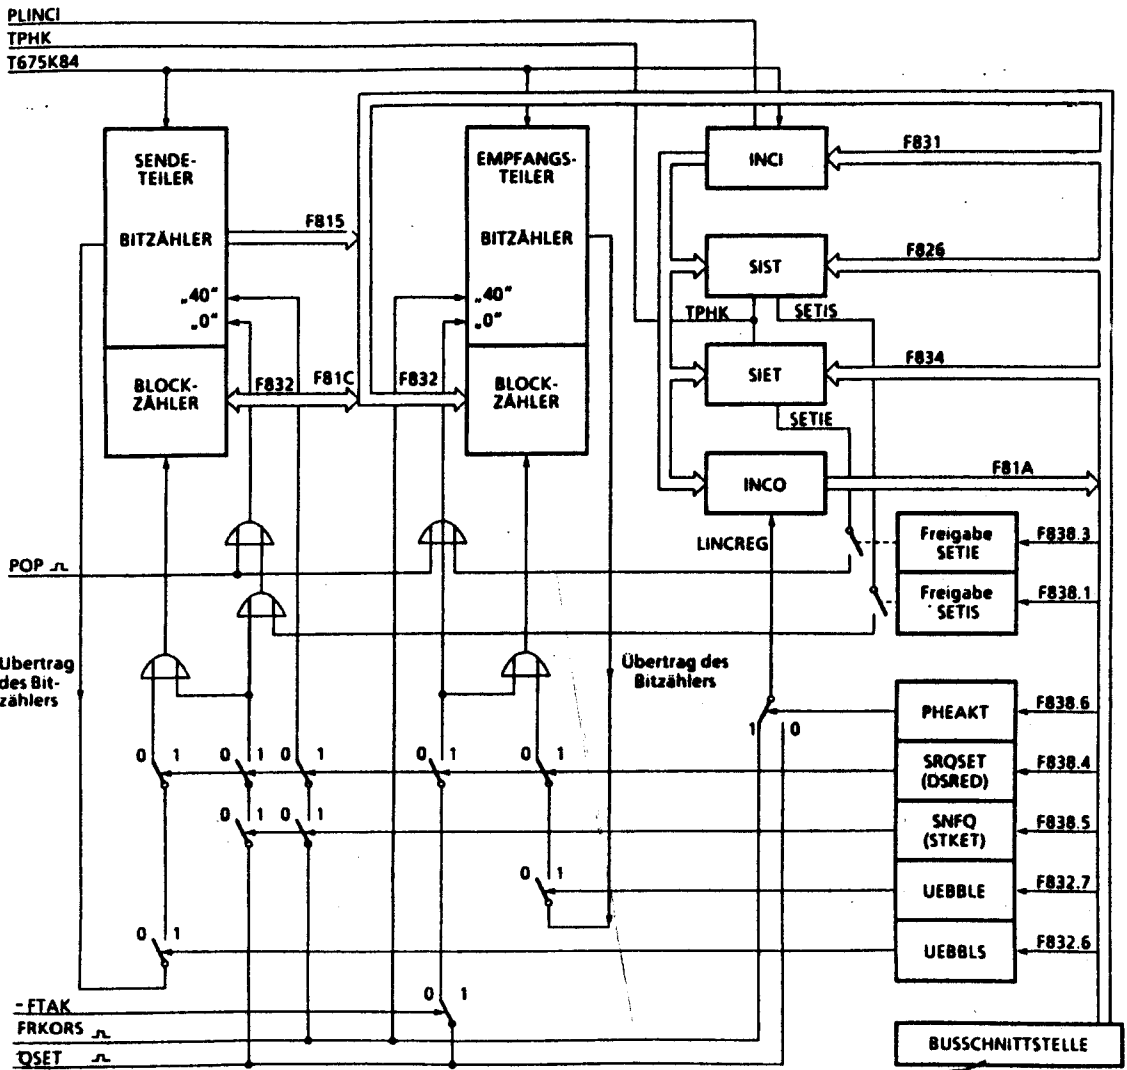 PLINCI
TPHK
T675K84
SENDE-
TEILER
BITZÄHLER
„40“
„0“
BLOCK-
ZÄHLER
F815
F832
F81C
F832
EMPFANGS-
TEILER
BITZÄHLER
„40“
„0“
BLOCK-
ZÄHLER
INCI
F831
SIST
F826
TPHK
SETIS
SIET
F834
SETIE
INCO
F81A
LINCREG
Freigabe
SETIE
F838.3
Freigabe
SETIS
F838.1
POP
Übertrag
des Bit-
zählers
Übertrag des
Bitzählers
PHEAKT
F838.6
1 0
0 1
0 1
0 1
0 1
0 1
SRQSET
(DSRED)
F838.4
0 1
0 1
SNFQ
(STKET)
F838.5
0 1
UEBBLE
F832.7
0 1
UEBBLS
F832.6
0 1
-FTAK
FRKORS
QSET
BUSSCHNITTSTELLE